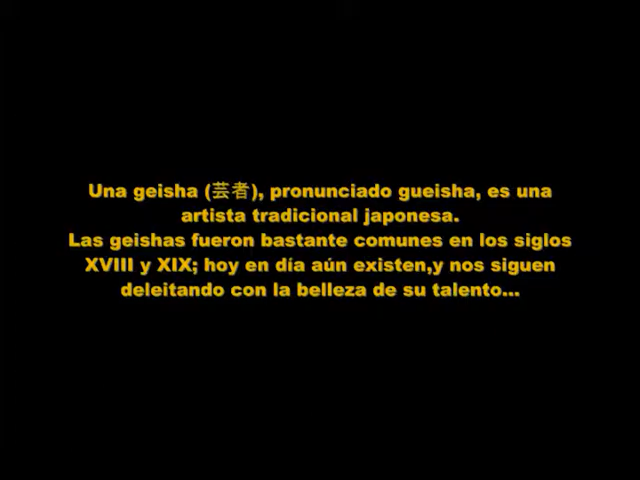 Una geisha (芸者), pronunciado gueisha, es una
artista tradicional japonesa.
Las geishas fueron bastante comunes en los siglos
XVIII y XIX; hoy en día aún existen,y nos siguen
deleitando con la belleza de su talento...